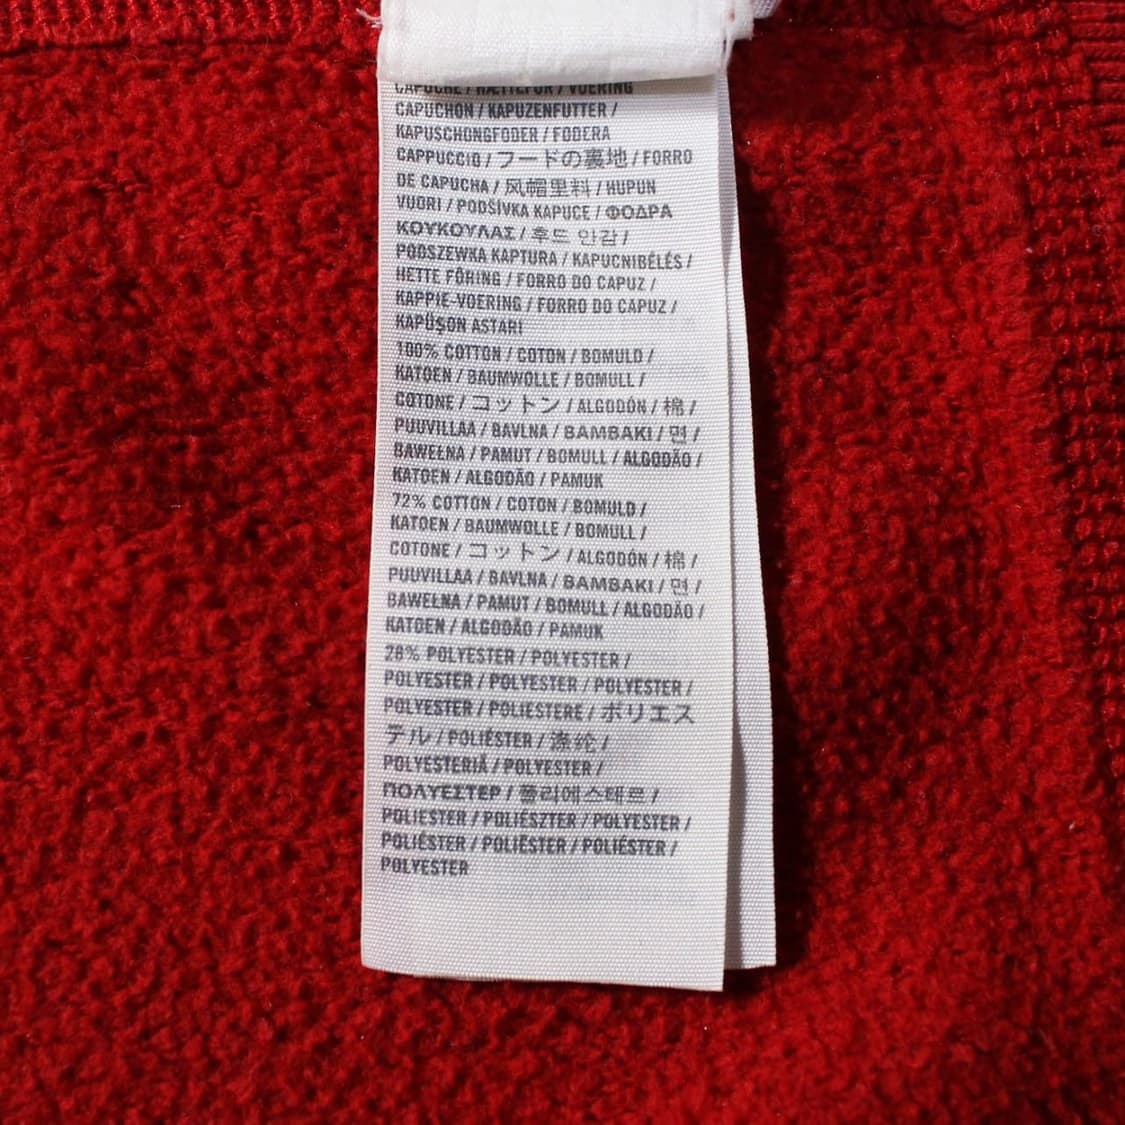 CAPUCHE / HÆTTEFOR / VOERING
CAPUCHON / KAPUZENFUTTER /
KAPUSCHONGFODER / FODERA
CAPPUCCIO / フードの裏地 / FORRO
DE CAPUCHA / 风帽里料 / HUPUN
VUORI / PODŠÍVKA KAPUCE / ΦΟΔΡΑ
ΚΟΥΚΟΥΛΑΣ / 후드 안감 /
PODSZEWKA KAPTURA / KAPUCNIBÉLÉS /
HETTE FÔRING / FORRO DO CAPUZ /
KAPPIE-VOERING / FORRO DO CAPUZ /
KAPÜŞON ASTARI
100% COTTON / COTON / BOMULD /
KATOEN / BAUMWOLLE / BOMULL /
COTONE / コットン / ALGODÓN / 棉 /
PUUVILLAA / BAVLNA / ΒΑΜΒΑΚΙ / 면 /
BAWEŁNA / PAMUT / BOMULL / ALGODÃO /
KATOEN / ALGODÃO / PAMUK
72% COTTON / COTON / BOMULD /
KATOEN / BAUMWOLLE / BOMULL /
COTONE / コットン / ALGODÓN / 棉 /
PUUVILLAA / BAVLNA / ΒΑΜΒΑΚΙ / 면 /
BAWEŁNA / PAMUT / BOMULL / ALGODÃO /
KATOEN / ALGODÃO / PAMUK
28% POLYESTER / POLYESTER /
POLYESTER / POLYESTER / POLYESTER /
POLYESTER / POLIESTERE / ポリエス
テル / POLIÉSTER / 涤纶 /
POLYESTERIÄ / POLYESTER /
ΠΟΛΥΕΣΤΕΡ / 폴리에스테르 /
POLIESTER / POLIÉSZTER / POLYESTER /
POLIÉSTER / POLIËSTER / POLIÉSTER /
POLYESTER